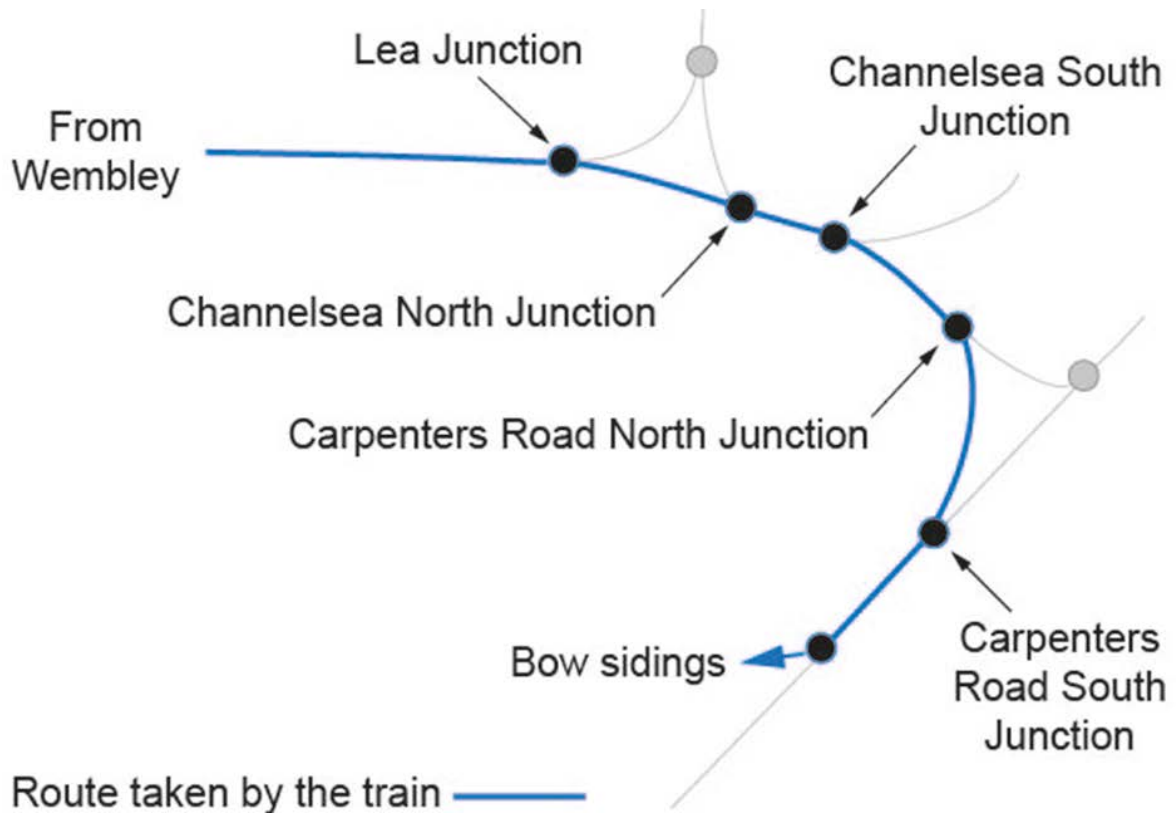 Lea Junction
Channelsea South
Junction
From
Wembley
Channelsea North Junction
Carpenters Road North Junction
Bow sidings
Carpenters
Road South
Junction
Route taken by the train